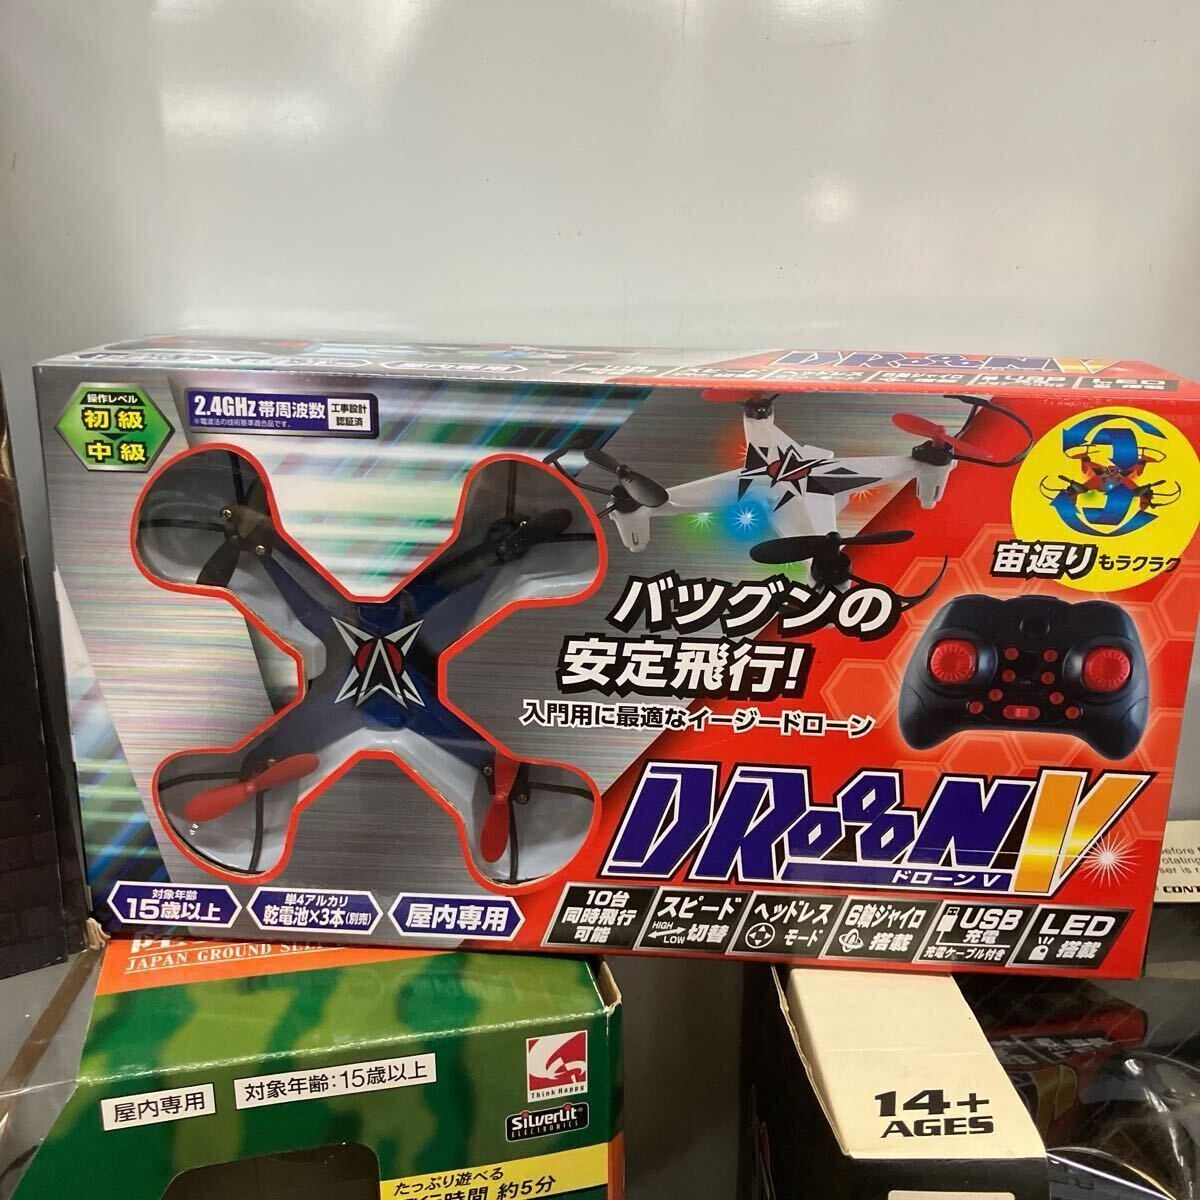 操作レベル
初級
中級
2.4GHz帯周波数
※電波法の技術基準適合品です。
工事設計
認証済
3
宙返りもラクラク
バツグンの
安定飛行!
入門用に最適なイージードローン
DROOON V
ドローン V
対象年齢
15歳以上
単4アルカリ
乾電池×3本(別売)
屋内専用
10台
同時飛行
可能
スピード
HIGH
LOW
切替
ヘッドレス
モード
6軸ジャイロ
搭載
USB
充電
充電ケーブル付き
LED
搭載
JAPAN GROUND SEL
屋内専用
対象年齢:15歳以上
Think Happy
SILVERLIT
ELECTRONICS
たっぷり遊べる
時間 約5分
14+
AGES